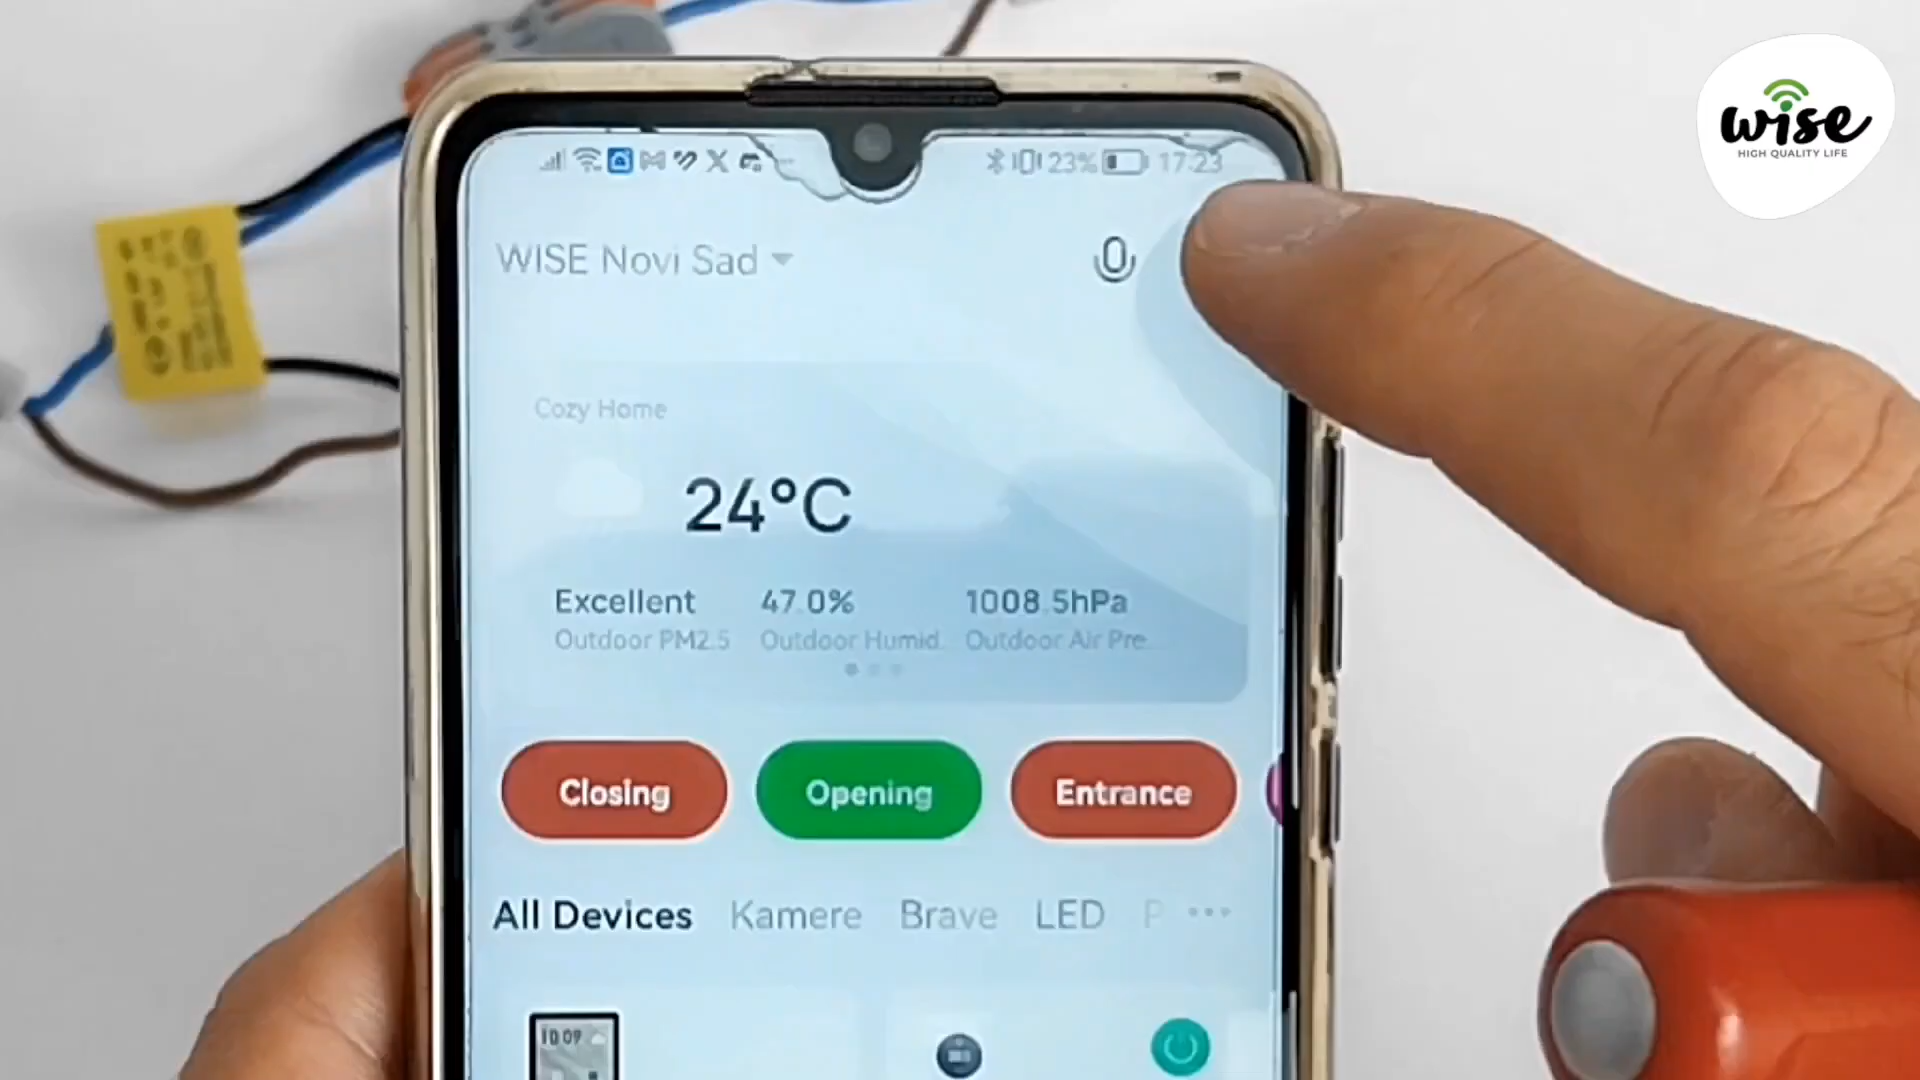 wise
HIGH QUALITY LIFE
23% 17:23
WISE Novi Sad
Cozy Home
24°C
Excellent 47.0% 1008.5hPa
Outdoor PM2.5 Outdoor Humid... Outdoor Air Pre...
Closing Opening Entrance
All Devices Kamere Brave LED P ...
10 09